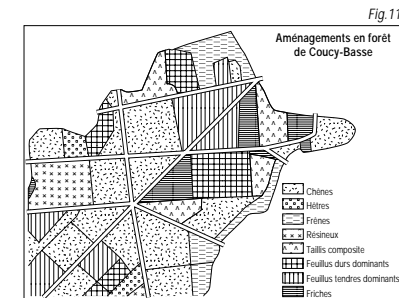 Fig.11
Aménagements en forêt
de Coucy-Basse
Chênes
Hêtres
Frênes
Résineux
Taillis composite
Feuillus durs dominants
Feuillus tendres dominants
Friches